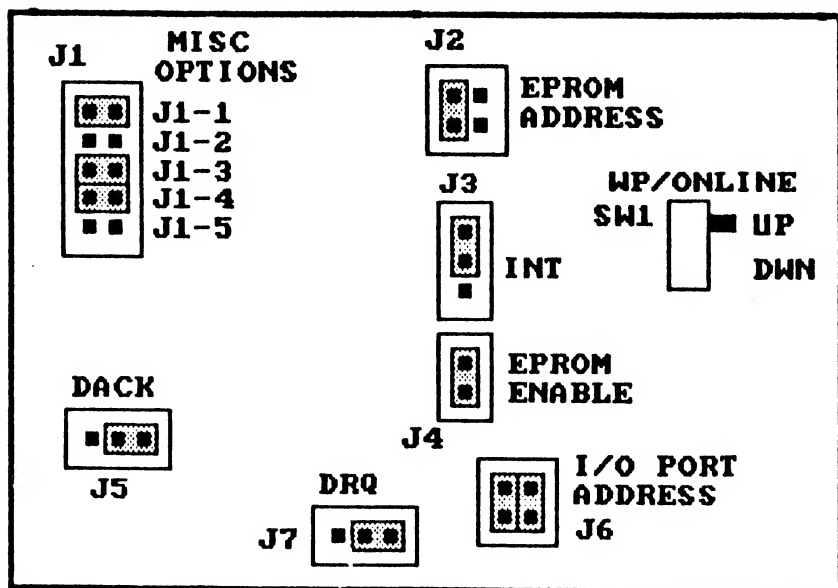 J1
MISC
OPTIONS
J1-1
J1-2
J1-3
J1-4
J1-5
J2
EPROM
ADDRESS
J3
INT
WP/ONLINE
SW1
UP
DWN
EPROM
ENABLE
J4
DACK
J5
DRQ
J7
I/O PORT
ADDRESS
J6